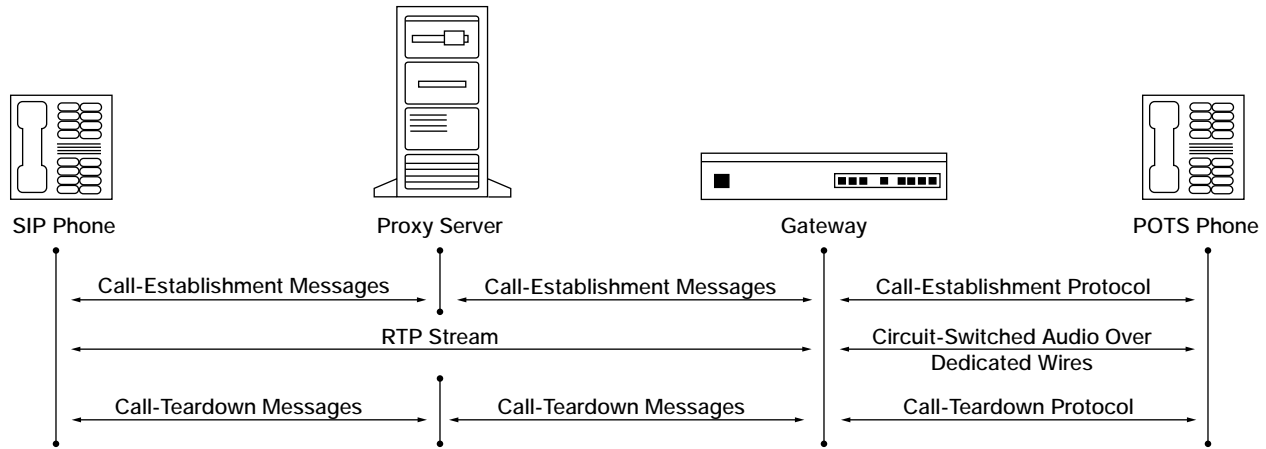 SIP Phone
Proxy Server
Gateway
POTS Phone
Call-Establishment Messages
Call-Establishment Messages
Call-Establishment Protocol
RTP Stream
Circuit-Switched Audio Over
Dedicated Wires
Call-Teardown Messages
Call-Teardown Messages
Call-Teardown Protocol